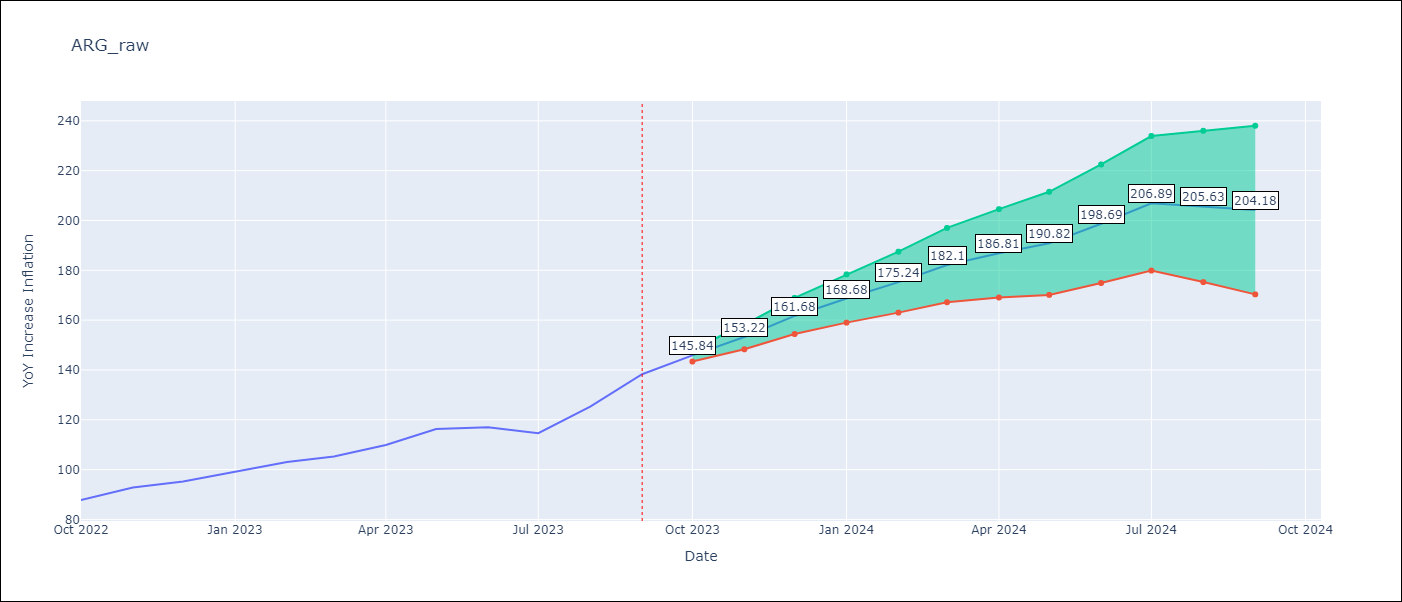 ARG_raw
240
220
200
180
160
140
120
100
80
YoY Increase Inflation
145.84
153.22
161.68
168.68
175.24
182.1
186.81
190.82
198.69
206.89
205.63
204.18
Oct 2022
Jan 2023
Apr 2023
Jul 2023
Oct 2023
Jan 2024
Apr 2024
Jul 2024
Oct 2024
Date